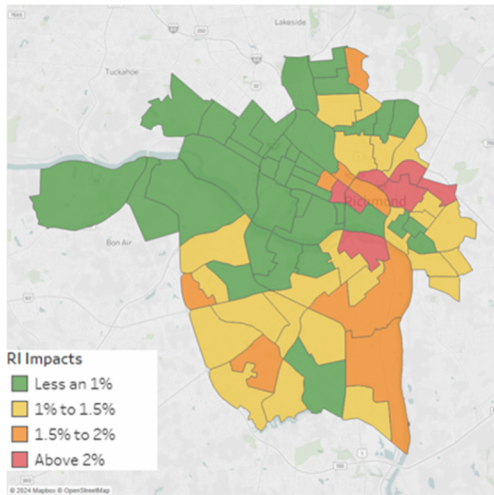 Lakeside
Tuckahoe
Richmond
Bon Air
RI Impacts
Less an 1%
1% to 1.5%
1.5% to 2%
Above 2%
© 2024 Mapbox © OpenStreetMap